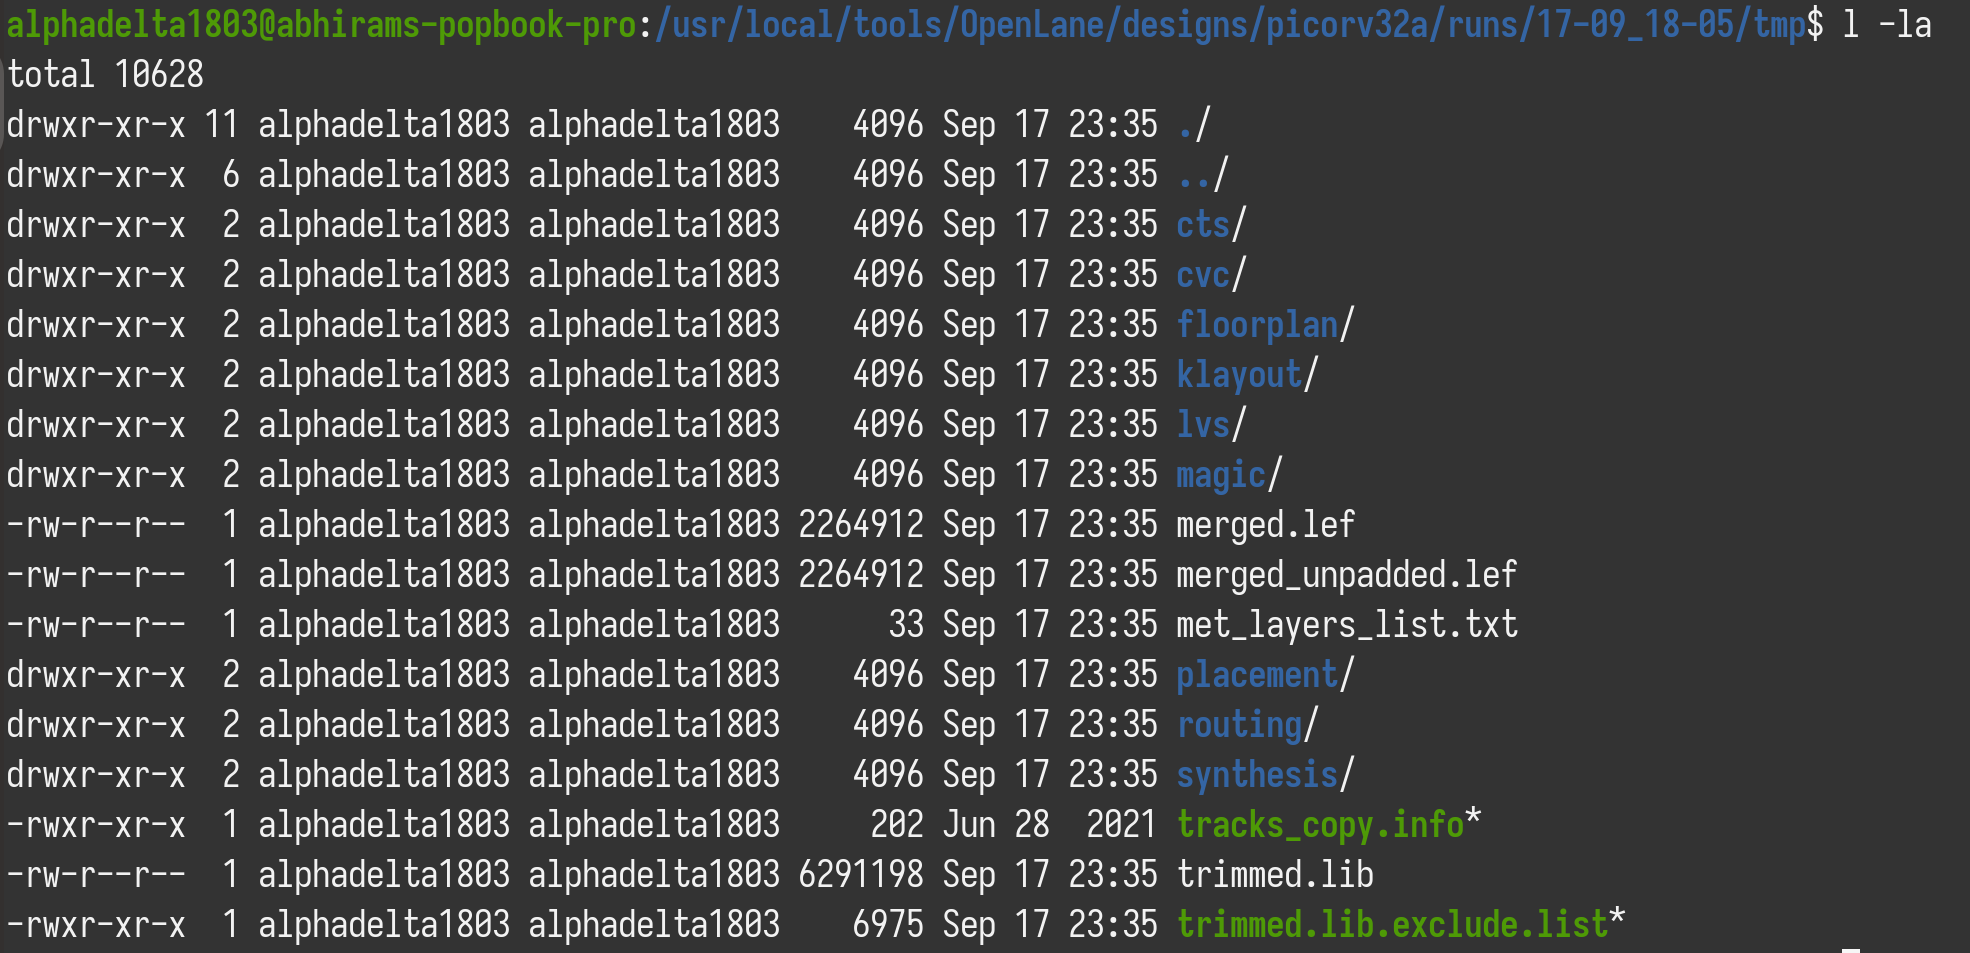 alphadelta1803@abhirams-popbook-pro:/usr/local/tools/OpenLane/designs/picorv32a/runs/17-09_18-05/tmp$ l -la
total 10628
drwxr-xr-x 11 alphadelta1803 alphadelta1803    4096 Sep 17 23:35 ./
drwxr-xr-x  6 alphadelta1803 alphadelta1803    4096 Sep 17 23:35 ../
drwxr-xr-x  2 alphadelta1803 alphadelta1803    4096 Sep 17 23:35 cts/
drwxr-xr-x  2 alphadelta1803 alphadelta1803    4096 Sep 17 23:35 cvc/
drwxr-xr-x  2 alphadelta1803 alphadelta1803    4096 Sep 17 23:35 floorplan/
drwxr-xr-x  2 alphadelta1803 alphadelta1803    4096 Sep 17 23:35 klayout/
drwxr-xr-x  2 alphadelta1803 alphadelta1803    4096 Sep 17 23:35 lvs/
drwxr-xr-x  2 alphadelta1803 alphadelta1803    4096 Sep 17 23:35 magic/
-rw-r--r--  1 alphadelta1803 alphadelta1803 2264912 Sep 17 23:35 merged.lef
-rw-r--r--  1 alphadelta1803 alphadelta1803 2264912 Sep 17 23:35 merged_unpadded.lef
-rw-r--r--  1 alphadelta1803 alphadelta1803      33 Sep 17 23:35 met_layers_list.txt
drwxr-xr-x  2 alphadelta1803 alphadelta1803    4096 Sep 17 23:35 placement/
drwxr-xr-x  2 alphadelta1803 alphadelta1803    4096 Sep 17 23:35 routing/
drwxr-xr-x  2 alphadelta1803 alphadelta1803    4096 Sep 17 23:35 synthesis/
-rwxr-xr-x  1 alphadelta1803 alphadelta1803     202 Jun 28  2021 tracks_copy.info*
-rw-r--r--  1 alphadelta1803 alphadelta1803 6291198 Sep 17 23:35 trimmed.lib
-rwxr-xr-x  1 alphadelta1803 alphadelta1803    6975 Sep 17 23:35 trimmed.lib.exclude.list*